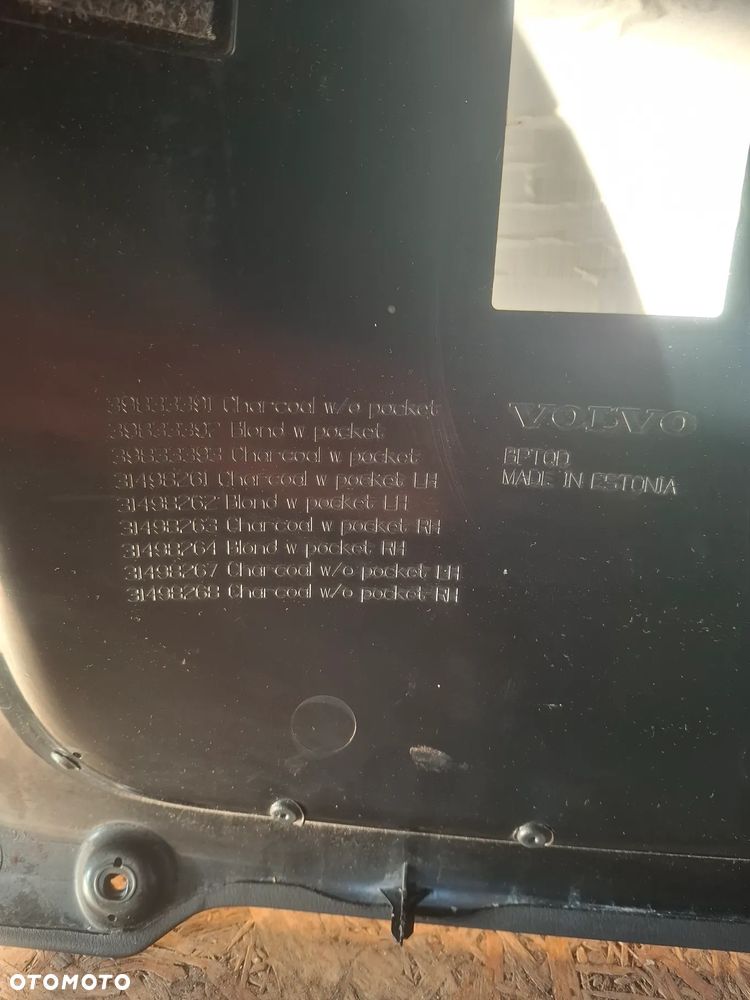 39833391 Charcoal w/o pocket
39833392 Blond w pocket
39833393 Charcoal w pocket
31498261 Charcoal w pocket LH
31498262 Blond w pocket LH
31498263 Charcoal w pocket RH
31498264 Blond w pocket RH
31498267 Charcoal w/o pocket LH
31498268 Charcoal w/o pocket RH
VOLVO
MADE IN ESTONIA
OTOMOTO